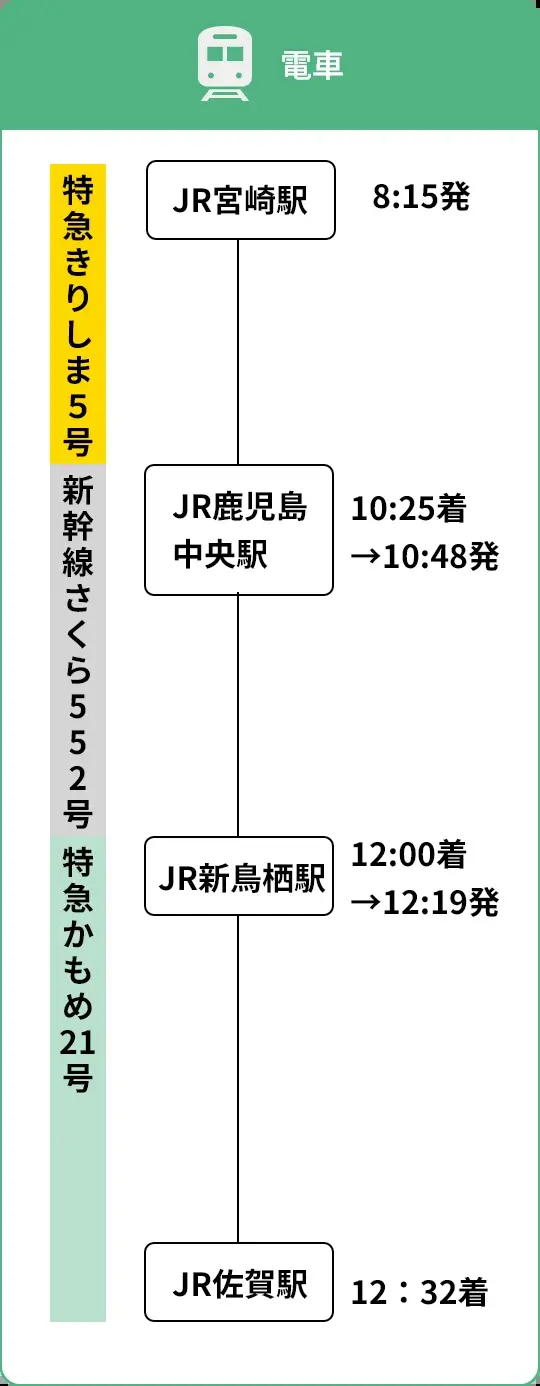 電車
特急きりしま5号
JR宮崎駅
8:15発
新幹線さくら552号
JR鹿児島
中央駅
10:25着
→10:48発
特急かもめ21号
JR新鳥栖駅
12:00着
→12:19発
JR佐賀駅
12：32着